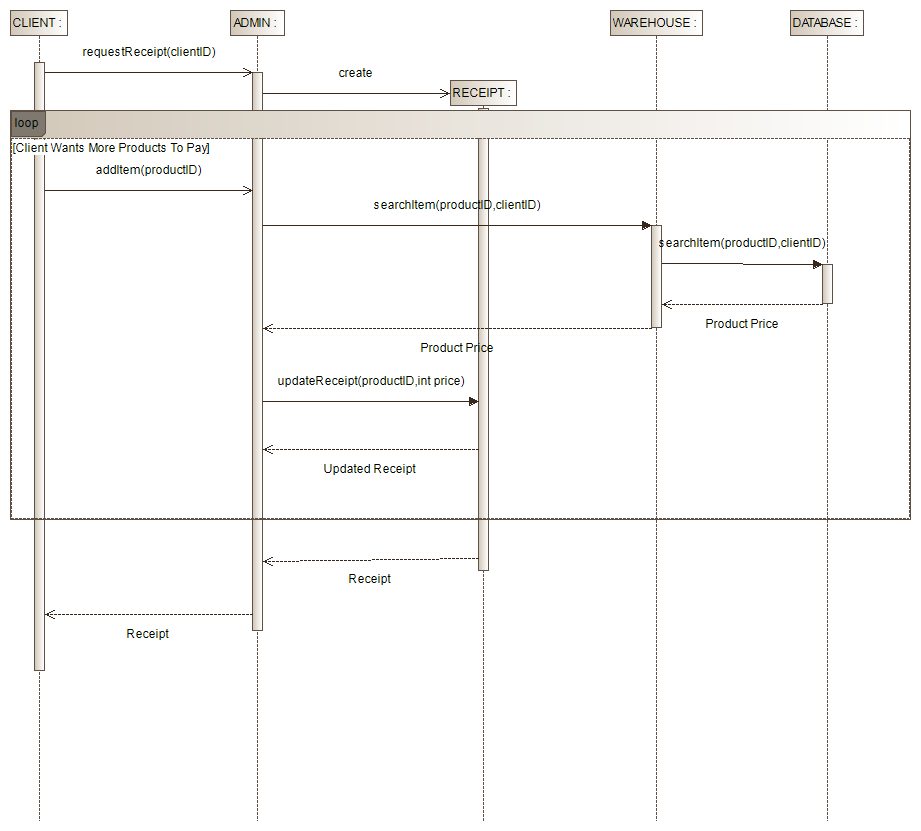 CLIENT :
ADMIN :
WAREHOUSE :
DATABASE :
requestReceipt(clientID)
create
RECEIPT :
loop
[Client Wants More Products To Pay]
addItem(productID)
searchItem(productID,clientID)
searchItem(productID,clientID)
Product Price
Product Price
updateReceipt(productID,int price)
Updated Receipt
Receipt
Receipt